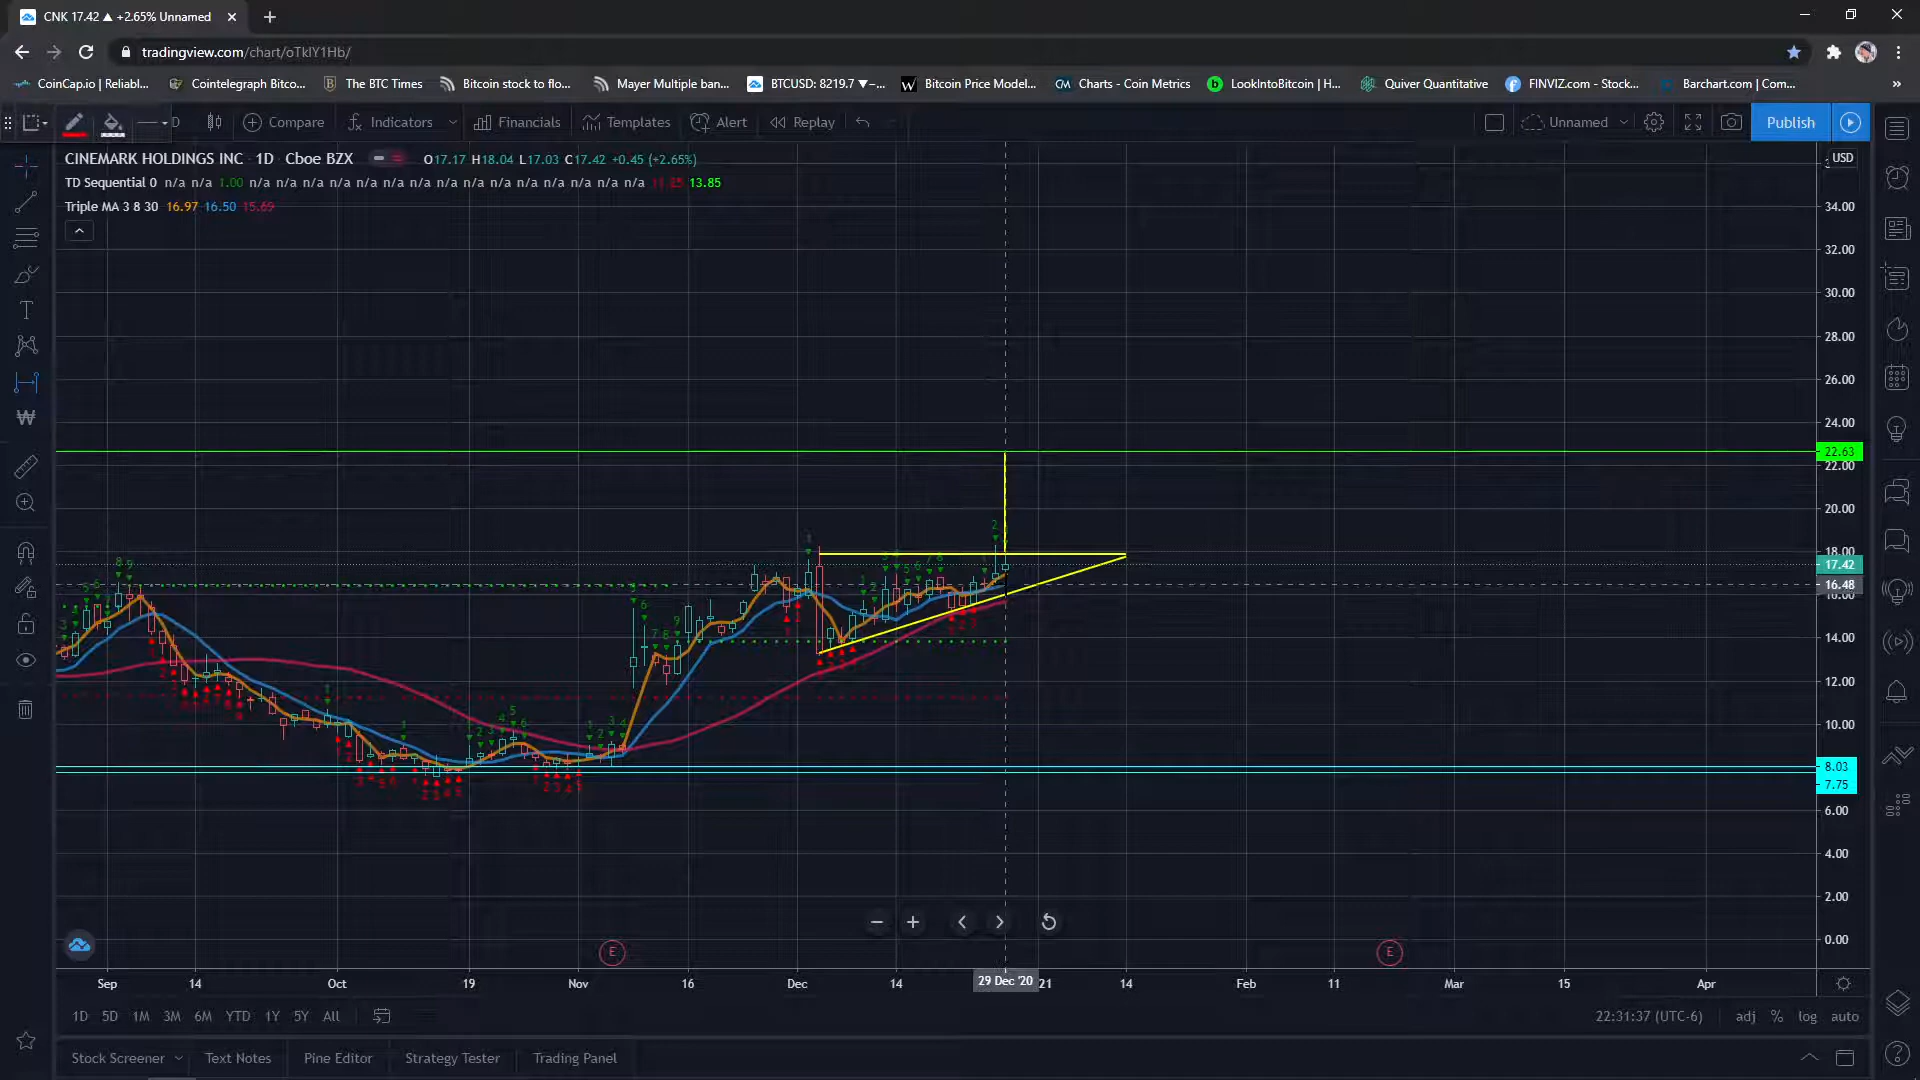 CNK 17.42 ▲ +2.65% Unnamed
tradingview.com/chart/oTklY1Hb/
CoinCap.io | Reliabl... Cointelegraph Bitco... The BTC Times Bitcoin stock to flo... Mayer Multiple ban... BTCUSD: 8219.7 ▼−... Bitcoin Price Model... Charts - Coin Metrics LookIntoBitcoin | H... Quiver Quantitative FINVIZ.com - Stock... Barchart.com | Com...
D Compare Indicators Financials Templates Alert Replay Unnamed Publish
CINEMARK HOLDINGS INC 1D Cboe BZX O17.17 H18.04 L17.03 C17.42 +0.45 (+2.65%)
TD Sequential 0 n/a n/a 1.00 n/a n/a n/a n/a n/a n/a n/a n/a n/a n/a n/a n/a n/a n/a n/a 13.85
Triple MA 3 8 30 16.97 16.50 15.69
USD
34.00
32.00
30.00
28.00
26.00
24.00
22.63
22.00
20.00
18.00
17.42
16.48
16.00
14.00
12.00
10.00
8.03
7.75
6.00
4.00
2.00
0.00
E E
Sep 14 Oct 19 Nov 16 Dec 14 29 Dec '20 21 14 Feb 11 Mar 15 Apr
1D 5D 1M 3M 6M YTD 1Y 5Y All 22:31:37 (UTC-6) adj % log auto
Stock Screener Text Notes Pine Editor Strategy Tester Trading Panel